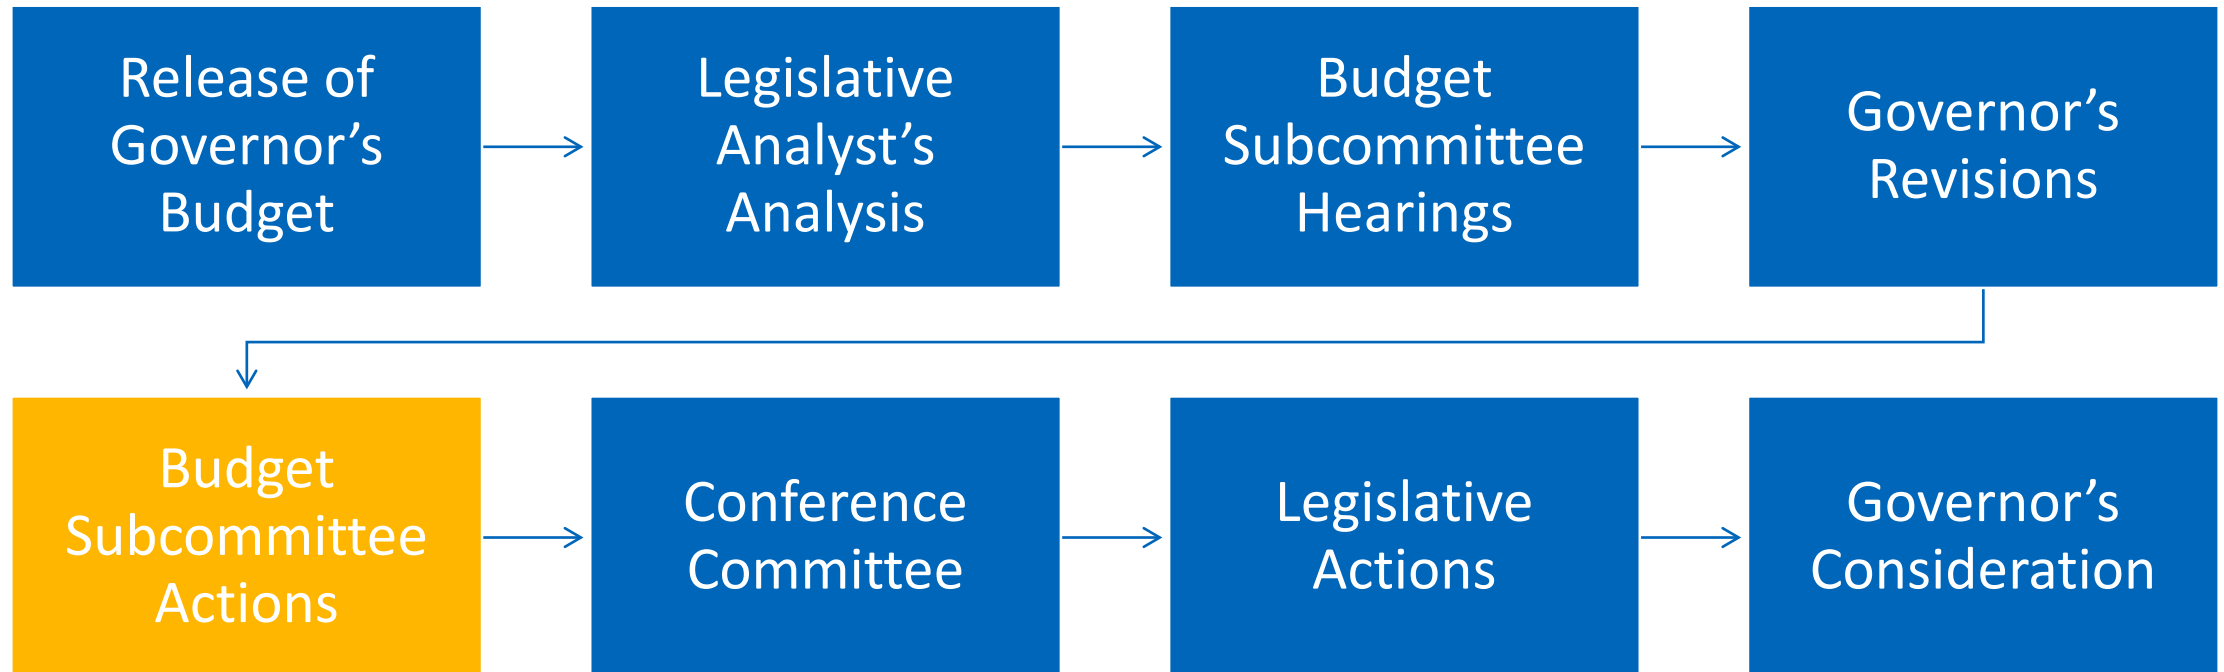 Release of
Governor’s
Budget
Legislative
Analyst’s
Analysis
Budget
Subcommittee
Hearings
Governor’s
Revisions
Budget
Subcommittee
Actions
Conference
Committee
Legislative
Actions
Governor’s
Consideration